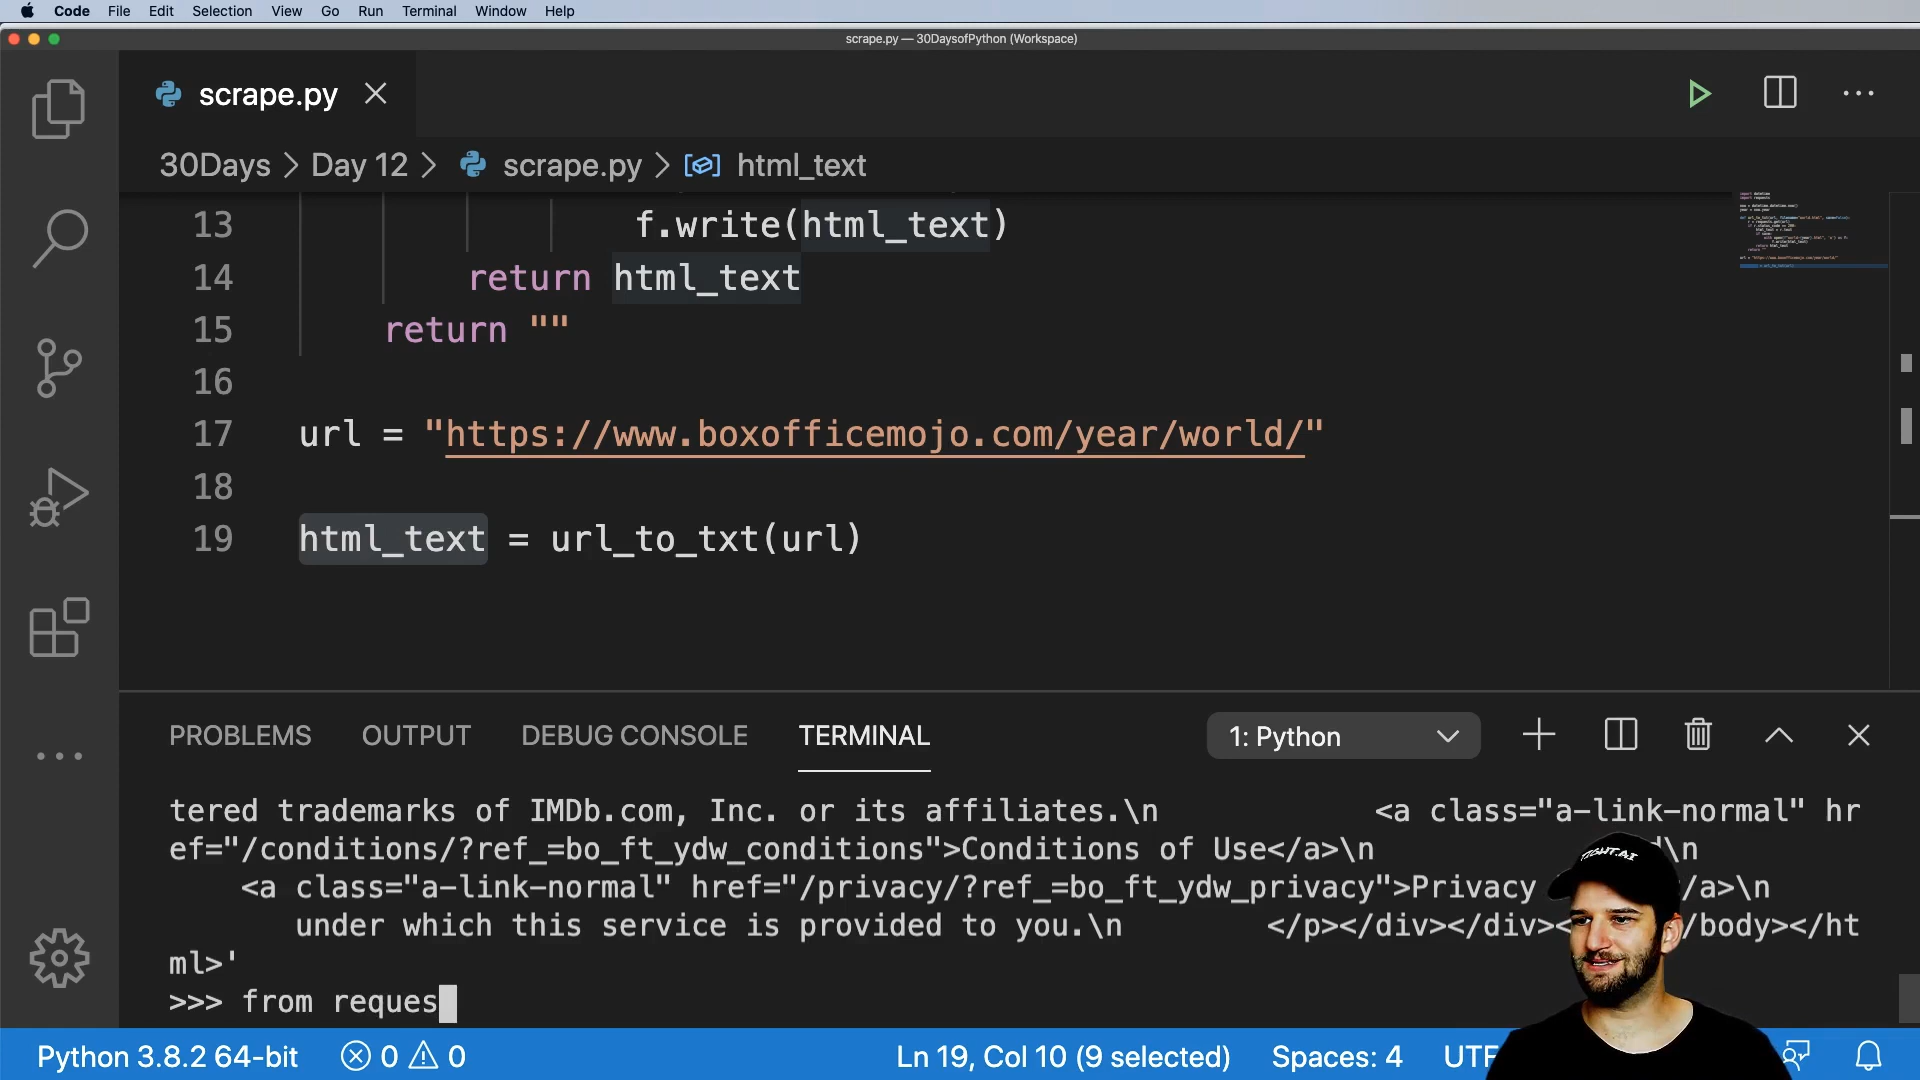 Code File Edit Selection View Go Run Terminal Window Help
scrape.py — 30DaysofPython (Workspace)
scrape.py
30Days > Day 12 > scrape.py > html_text
13 f.write(html_text)
14 return html_text
15 return ""
16
17 url = "https://www.boxofficemojo.com/year/world/"
18
19 html_text = url_to_txt(url)
PROBLEMS OUTPUT DEBUG CONSOLE TERMINAL 1: Python
tered trademarks of IMDb.com, Inc. or its affiliates.\n <a class="a-link-normal" hr
ef="/conditions/?ref_=bo_ft_ydw_conditions">Conditions of Use</a>\n \n
<a class="a-link-normal" href="/privacy/?ref_=bo_ft_ydw_privacy">Privacy /a>\n
under which this service is provided to you.\n </p></div></div>< /body></ht
ml>'
>>> from reques
Python 3.8.2 64-bit 0 0 Ln 19, Col 10 (9 selected) Spaces: 4